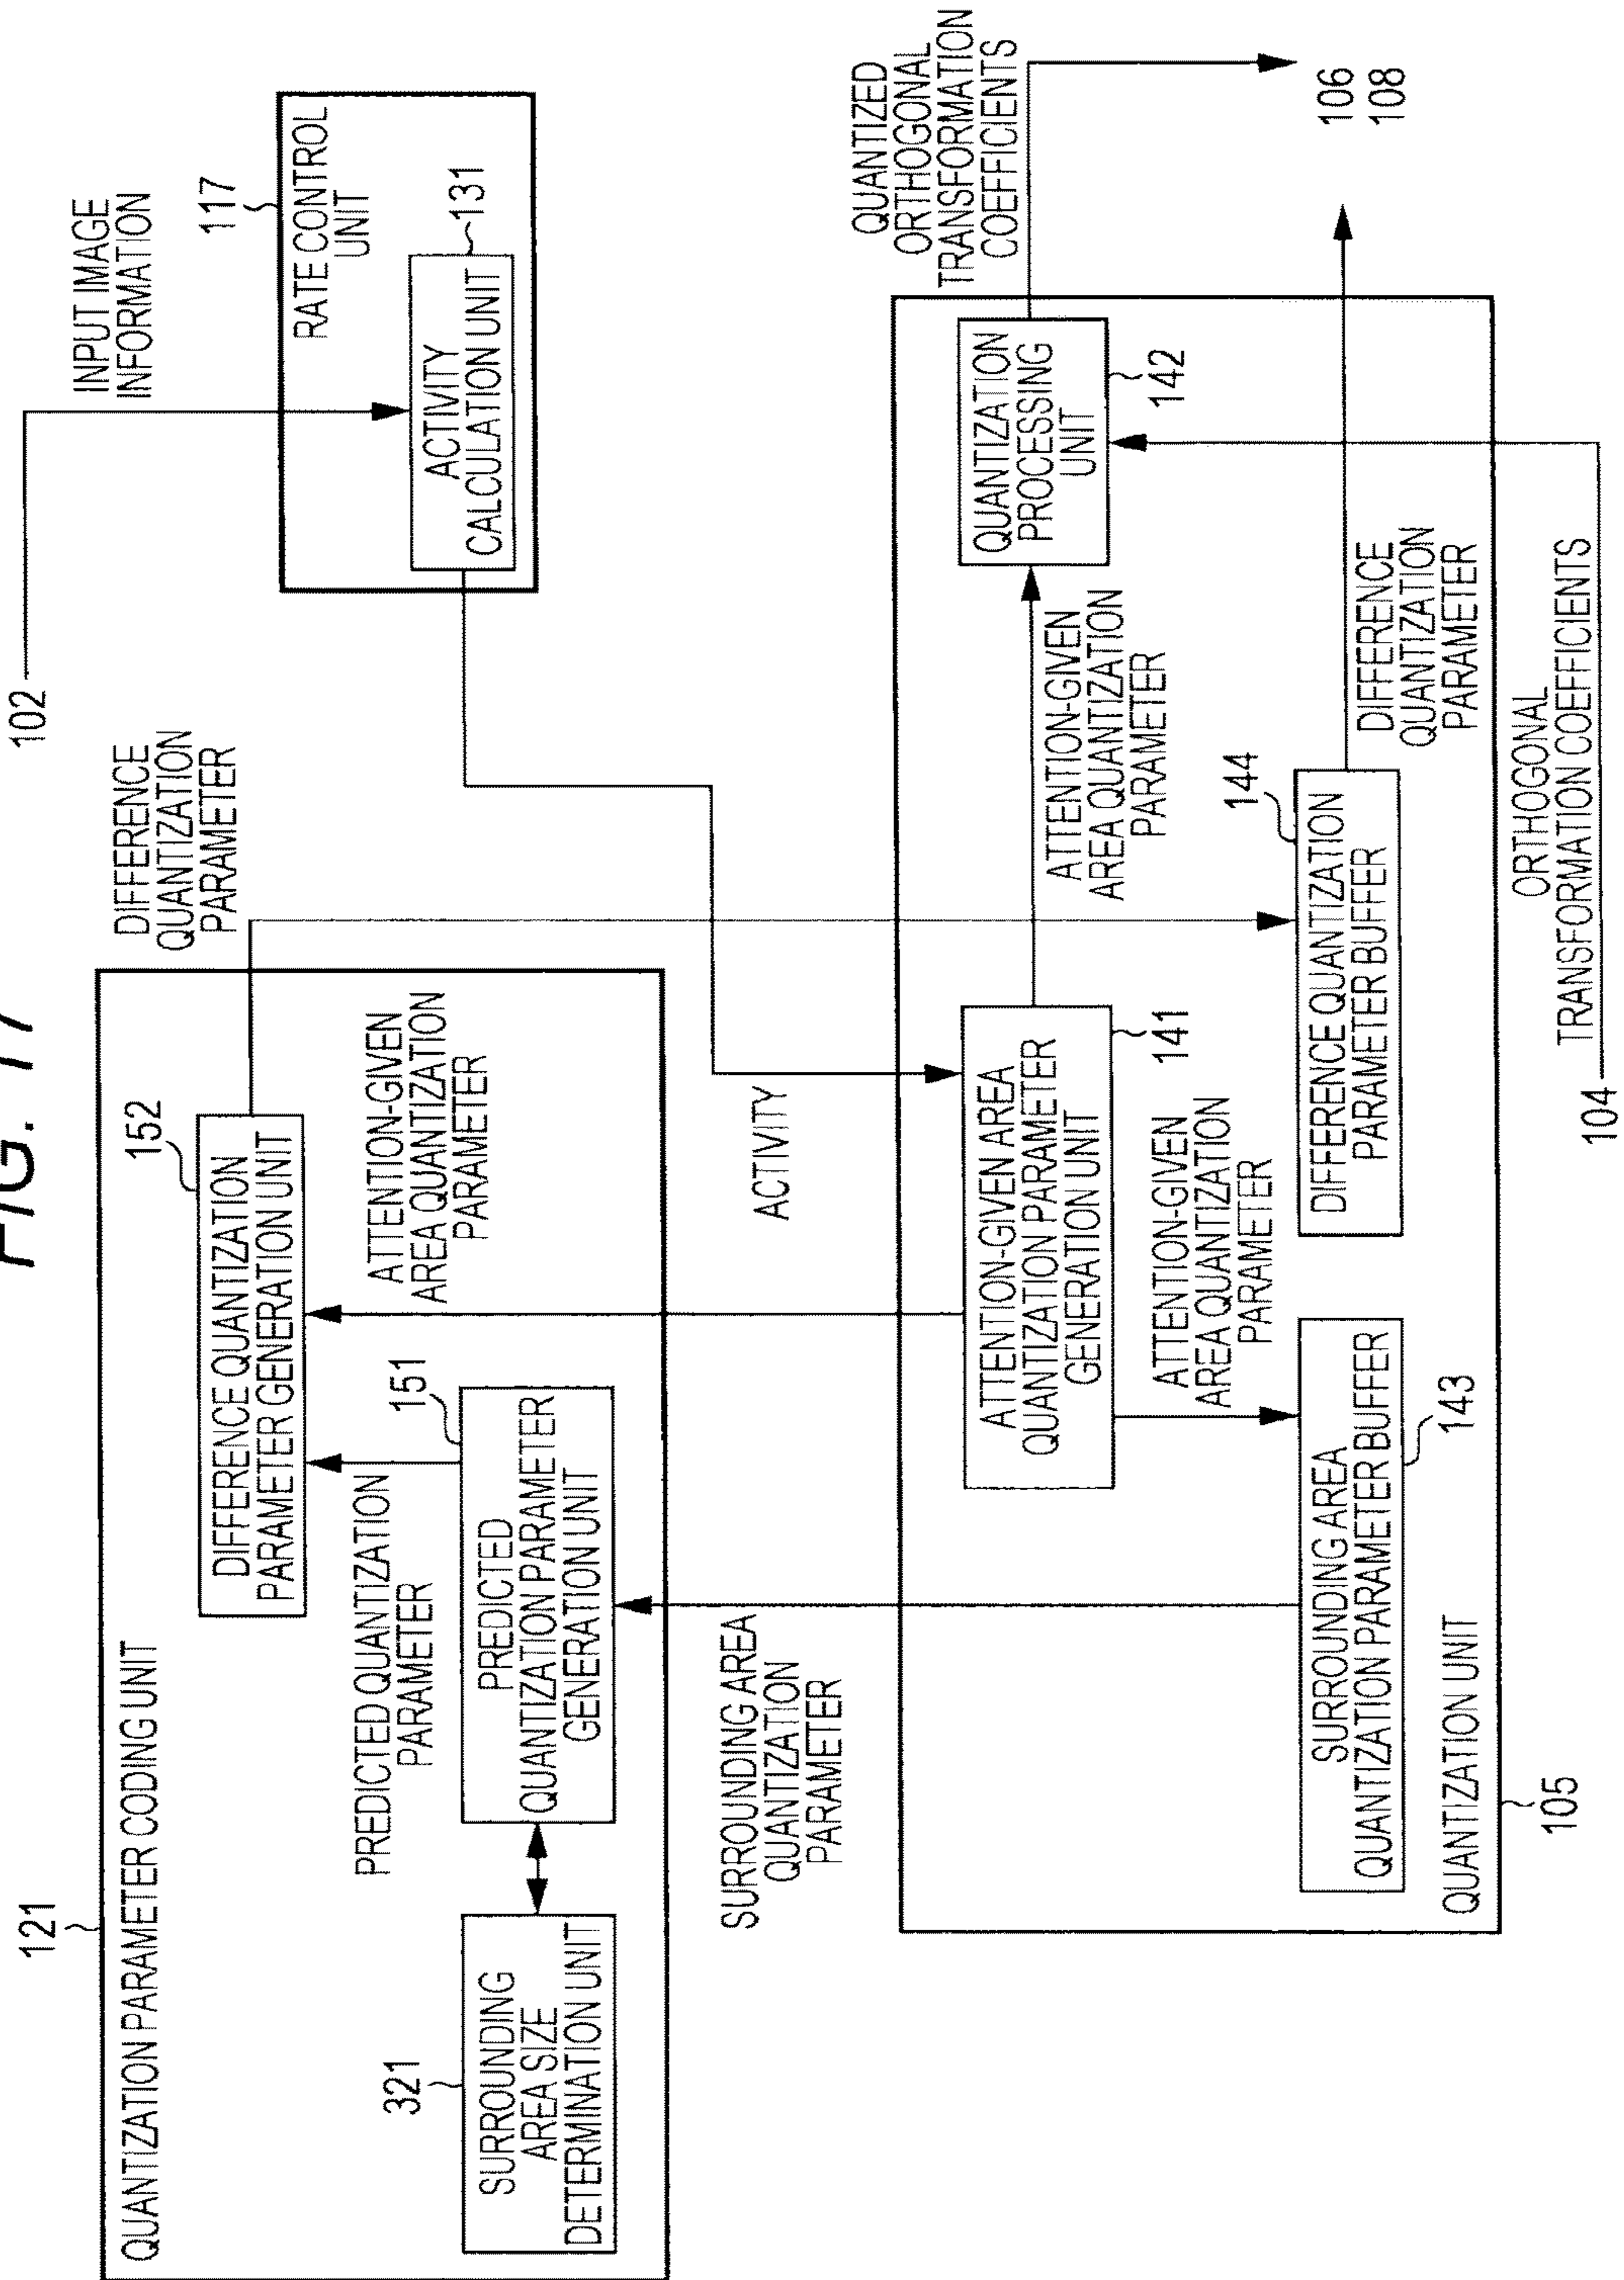 FIG. 17
121
QUANTIZATION PARAMETER CODING UNIT
321
SURROUNDING
AREA SIZE
DETERMINATION UNIT
151
PREDICTED
QUANTIZATION PARAMETER
GENERATION UNIT
PREDICTED QUANTIZATION
PARAMETER
152
DIFFERENCE QUANTIZATION
PARAMETER GENERATION UNIT
ATTENTION-GIVEN
AREA QUANTIZATION
PARAMETER
DIFFERENCE
QUANTIZATION
PARAMETER
102
INPUT IMAGE
INFORMATION
117
RATE CONTROL
UNIT
131
ACTIVITY
CALCULATION UNIT
SURROUNDING AREA
QUANTIZATION
PARAMETER
ACTIVITY
ATTENTION-GIVEN AREA
QUANTIZATION PARAMETER
GENERATION UNIT
141
ATTENTION-GIVEN
AREA QUANTIZATION
PARAMETER
ATTENTION-GIVEN
AREA QUANTIZATION
PARAMETER
QUANTIZATION
PROCESSING
UNIT
142
QUANTIZED
ORTHOGONAL
TRANSFORMATION
COEFFICIENTS
106
108
SURROUNDING AREA
QUANTIZATION PARAMETER BUFFER
143
144
DIFFERENCE QUANTIZATION
PARAMETER BUFFER
DIFFERENCE
QUANTIZATION
PARAMETER
QUANTIZATION UNIT
105
ORTHOGONAL
TRANSFORMATION COEFFICIENTS
104